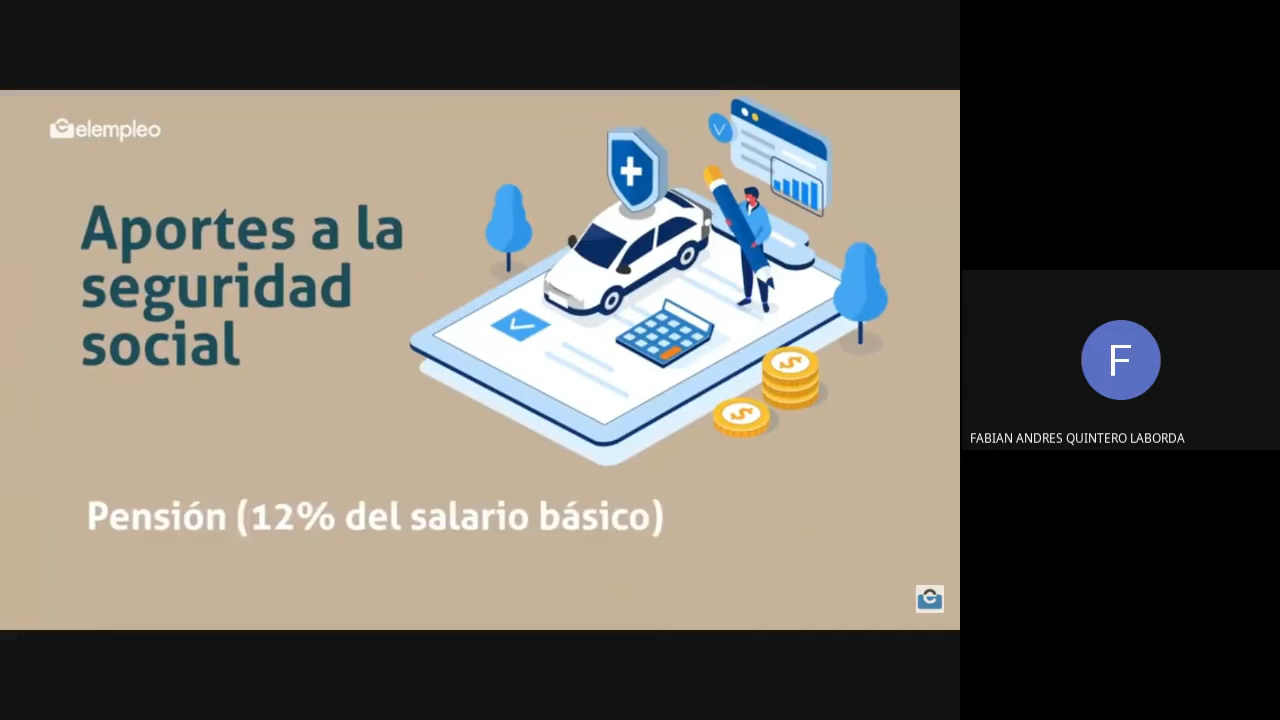 elempleo
Aportes a la
seguridad
social
Pensión (12% del salario básico)
F
FABIAN ANDRES QUINTERO LABORDA